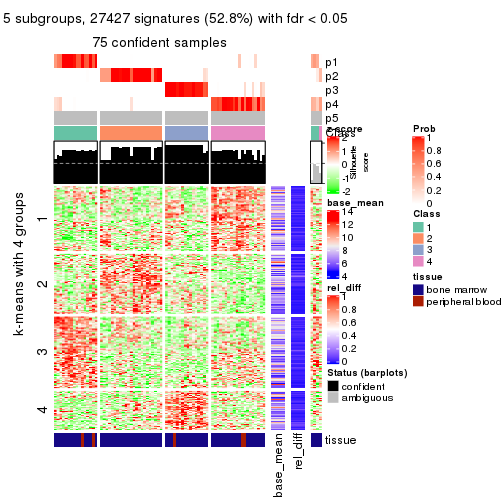 5 subgroups, 27427 signatures (52.8%) with fdr < 0.05
75 confident samples
p1
p2
p3
p4
p5
Class
Silhouette
score
k-means with 4 groups
1
2
3
4
tissue
base_mean
rel_diff
z-score
2
1
0
-1
-2
base_mean
14
12
10
8
6
4
rel_diff
1
0.8
0.6
0.4
0.2
0
Status (barplots)
confident
ambiguous
Prob
1
0.8
0.6
0.4
0.2
0
Class
1
2
3
4
tissue
bone marrow
peripheral blood